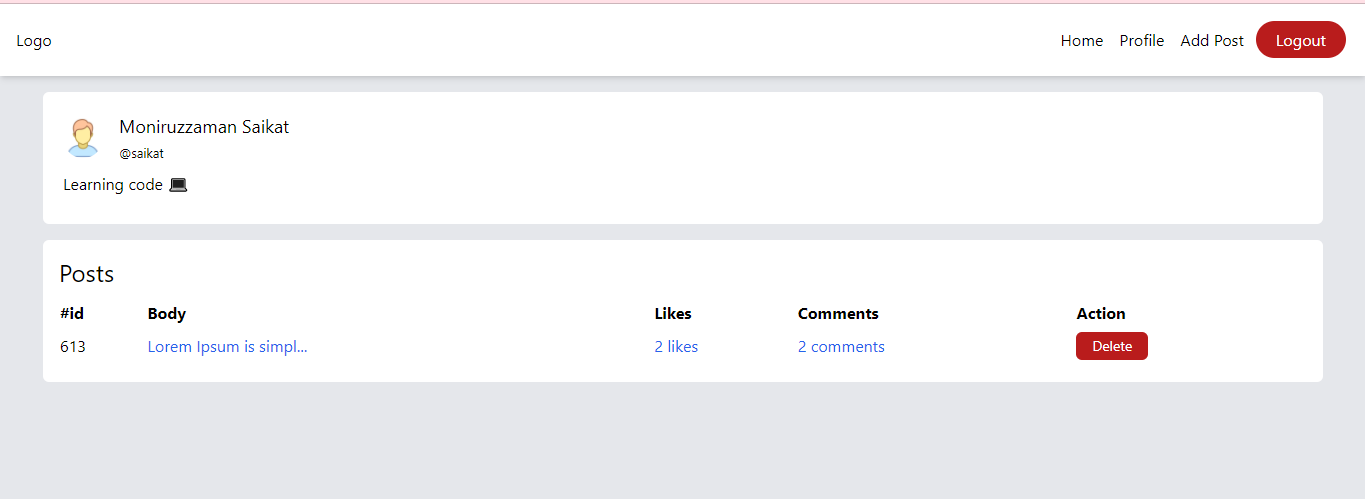 Logo Home Profile Add Post Logout
Moniruzzaman Saikat
@saikat
Learning code 💻
Posts
#id Body Likes Comments Action
613 Lorem Ipsum is simpl... 2 likes 2 comments Delete